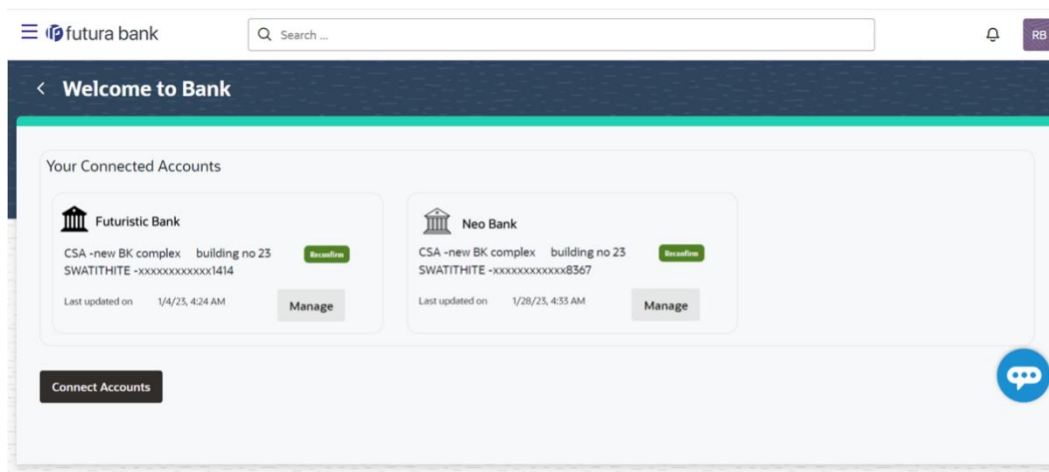 futura bank
Search ...
RB
Welcome to Bank
Your Connected Accounts
Futuristic Bank
CSA -new BK complex building no 23
Reconfirm
SWATITHITE -xxxxxxxxxxxx1414
Last updated on 1/4/23, 4:24 AM
Manage
Neo Bank
CSA -new BK complex building no 23
Reconfirm
SWATITHITE -xxxxxxxxxxxx8367
Last updated on 1/28/23, 4:33 AM
Manage
Connect Accounts